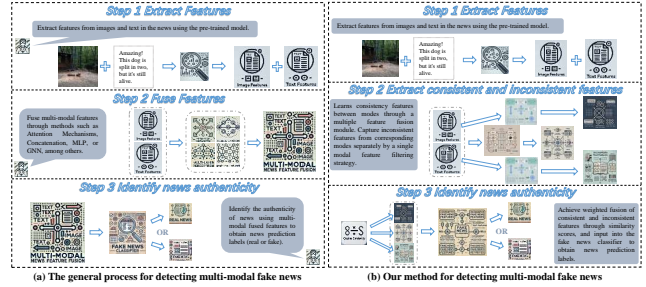 Step 1 Extract Features
Extract features from images and text in the news using the pre-trained model.
Amazing!
This dog is
split in two,
but it's still
alive.
Image Features
Text Features
Step 2 Fuse Features
Fuse multi-modal features
through methods such as
Attention Mechanisms,
Concatenation, MLP, or
GNN, among others.
MULTI-MODAL
NEWS FEATURE FUSION
Step 3 Identify news authenticity
TEXT
IMAGE
MULTI-MODAL
NEWS FEATURE FUSION
FAKE NEWS
CLASSIFIER
REAL NEWS
OR
Identify the authenticity
of news using multi-
modal fused features to
obtain news prediction
labels (real or fake).
(a) The general process for detecting multi-modal fake news
Step 1 Extract Features
Extract features from images and text in the news using the pre-trained model.
Amazing!
This dog is
split in two,
but it's still
alive.
Image Features
Text Features
Step 2 Extract consistent and inconsistent features
Learns consistency features
between modes through a
multiple feature fusion
module. Capture inconsistent
features from corresponding
modes separately by a single
modal feature filtering
strategy.
Image Features
Text Features
Step 3 Identify news authenticity
REAL NEWS
OR
Achieve weighted fusion of
consistent and inconsistent
features through similarity
scores, and input into the
fake news classifier to
obtain news prediction
labels.
(b) Our method for detecting multi-modal fake news